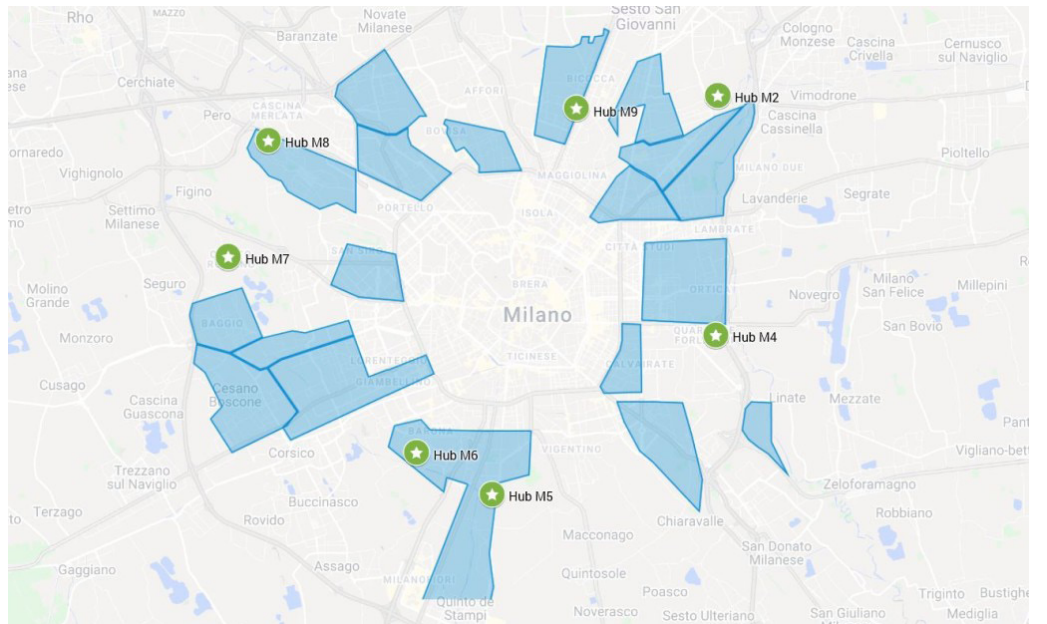 Rho
MAZZO
Novate
Milanese
Baranzate
Sesto San
Giovanni
Cologno
Monzese
Cascina
Crivella
Cernusco
sul Naviglio
Cerchiate
Pero
CASCINA
MERLATA
AFFORI
BICOCCA
Hub M9
Hub M2
Vimodrone
Cascina
Cassinella
BOVISA
Hub M8
Vighignolo
Pioltello
MILANO DUE
MAGGIOLINA
Figino
Lavanderie
Segrate
Settimo
Milanese
PORTELLO
ISOLA
LAMBRATE
CITTÀ STUDI
SAN SIRO
Hub M7
Seguro
BRERA
ORTICA
Milano
San Felice
Millepini
Molino
Grande
Novegro
Milano
BAGGIO
San Bovio
Monzoro
Hub M4
LORENTEGGIO
GIAMBELLINO
TICINESE
CALVAIRATE
Cusago
Cesano
Boscone
Cascina
Guascona
Linate
Mezzate
BARONA
Corsico
VIGENTINO
Hub M6
Trezzano
sul Naviglio
Zeloforamagno
Hub M5
Buccinasco
Terzago
Rovido
Chiaravalle
Robbiano
Macconago
San Donato
Milanese
Assago
Gaggiano
Quintosole
Poasco
Quinto de
Stampi
Noverasco
Sesto Ulteriano
San Giuliano
Triginto
Mediglia